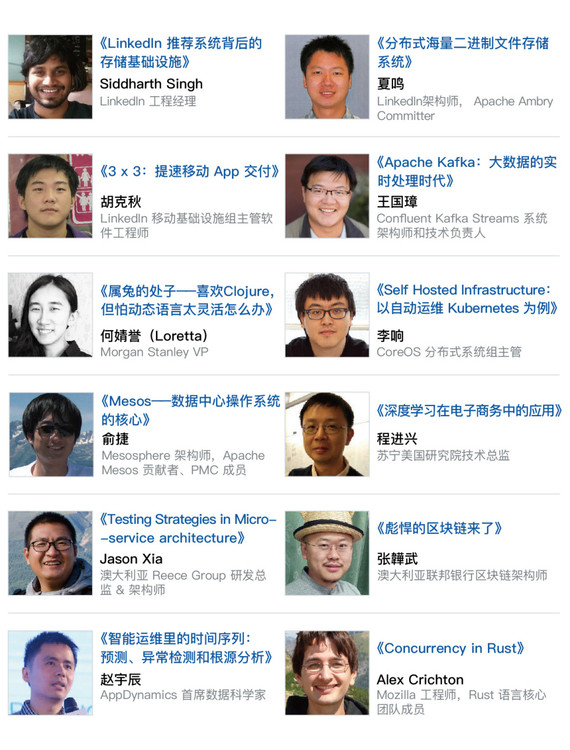 《LinkedIn 推荐系统背后的
存储基础设施》
Siddharth Singh
LinkedIn 工程经理
《分布式海量二进制文件存储
系统》
夏鸣
LinkedIn架构师， Apache Ambry
Committer
《3 x 3：提速移动 App 交付》
胡克秋
LinkedIn 移动基础设施组主管软
件工程师
《Apache Kafka：大数据的实
时处理时代》
王国璋
Confluent Kafka Streams 系统
架构师和技术负责人
《属兔的处子——喜欢Clojure，
但怕动态语言太灵活怎么办》
何婧誉（Loretta）
Morgan Stanley VP
《Self Hosted Infrastructure：
以自动运维 Kubernetes 为例》
李响
CoreOS 分布式系统组主管
《Mesos——数据中心操作系统
的核心》
俞捷
Mesosphere 架构师，Apache
Mesos 贡献者、PMC 成员
《深度学习在电子商务中的应用》
程进兴
苏宁美国研究院技术总监
《Testing Strategies in Micro-
-service architecture》
Jason Xia
澳大利亚 Reece Group 研发总
监 & 架构师
《彪悍的区块链来了》
张韡武
澳大利亚联邦银行区块链架构师
《智能运维里的时间序列：
预测、异常检测和根源分析》
赵宇辰
AppDynamics 首席数据科学家
《Concurrency in Rust》
Alex Crichton
Mozilla 工程师，Rust 语言核心
团队成员